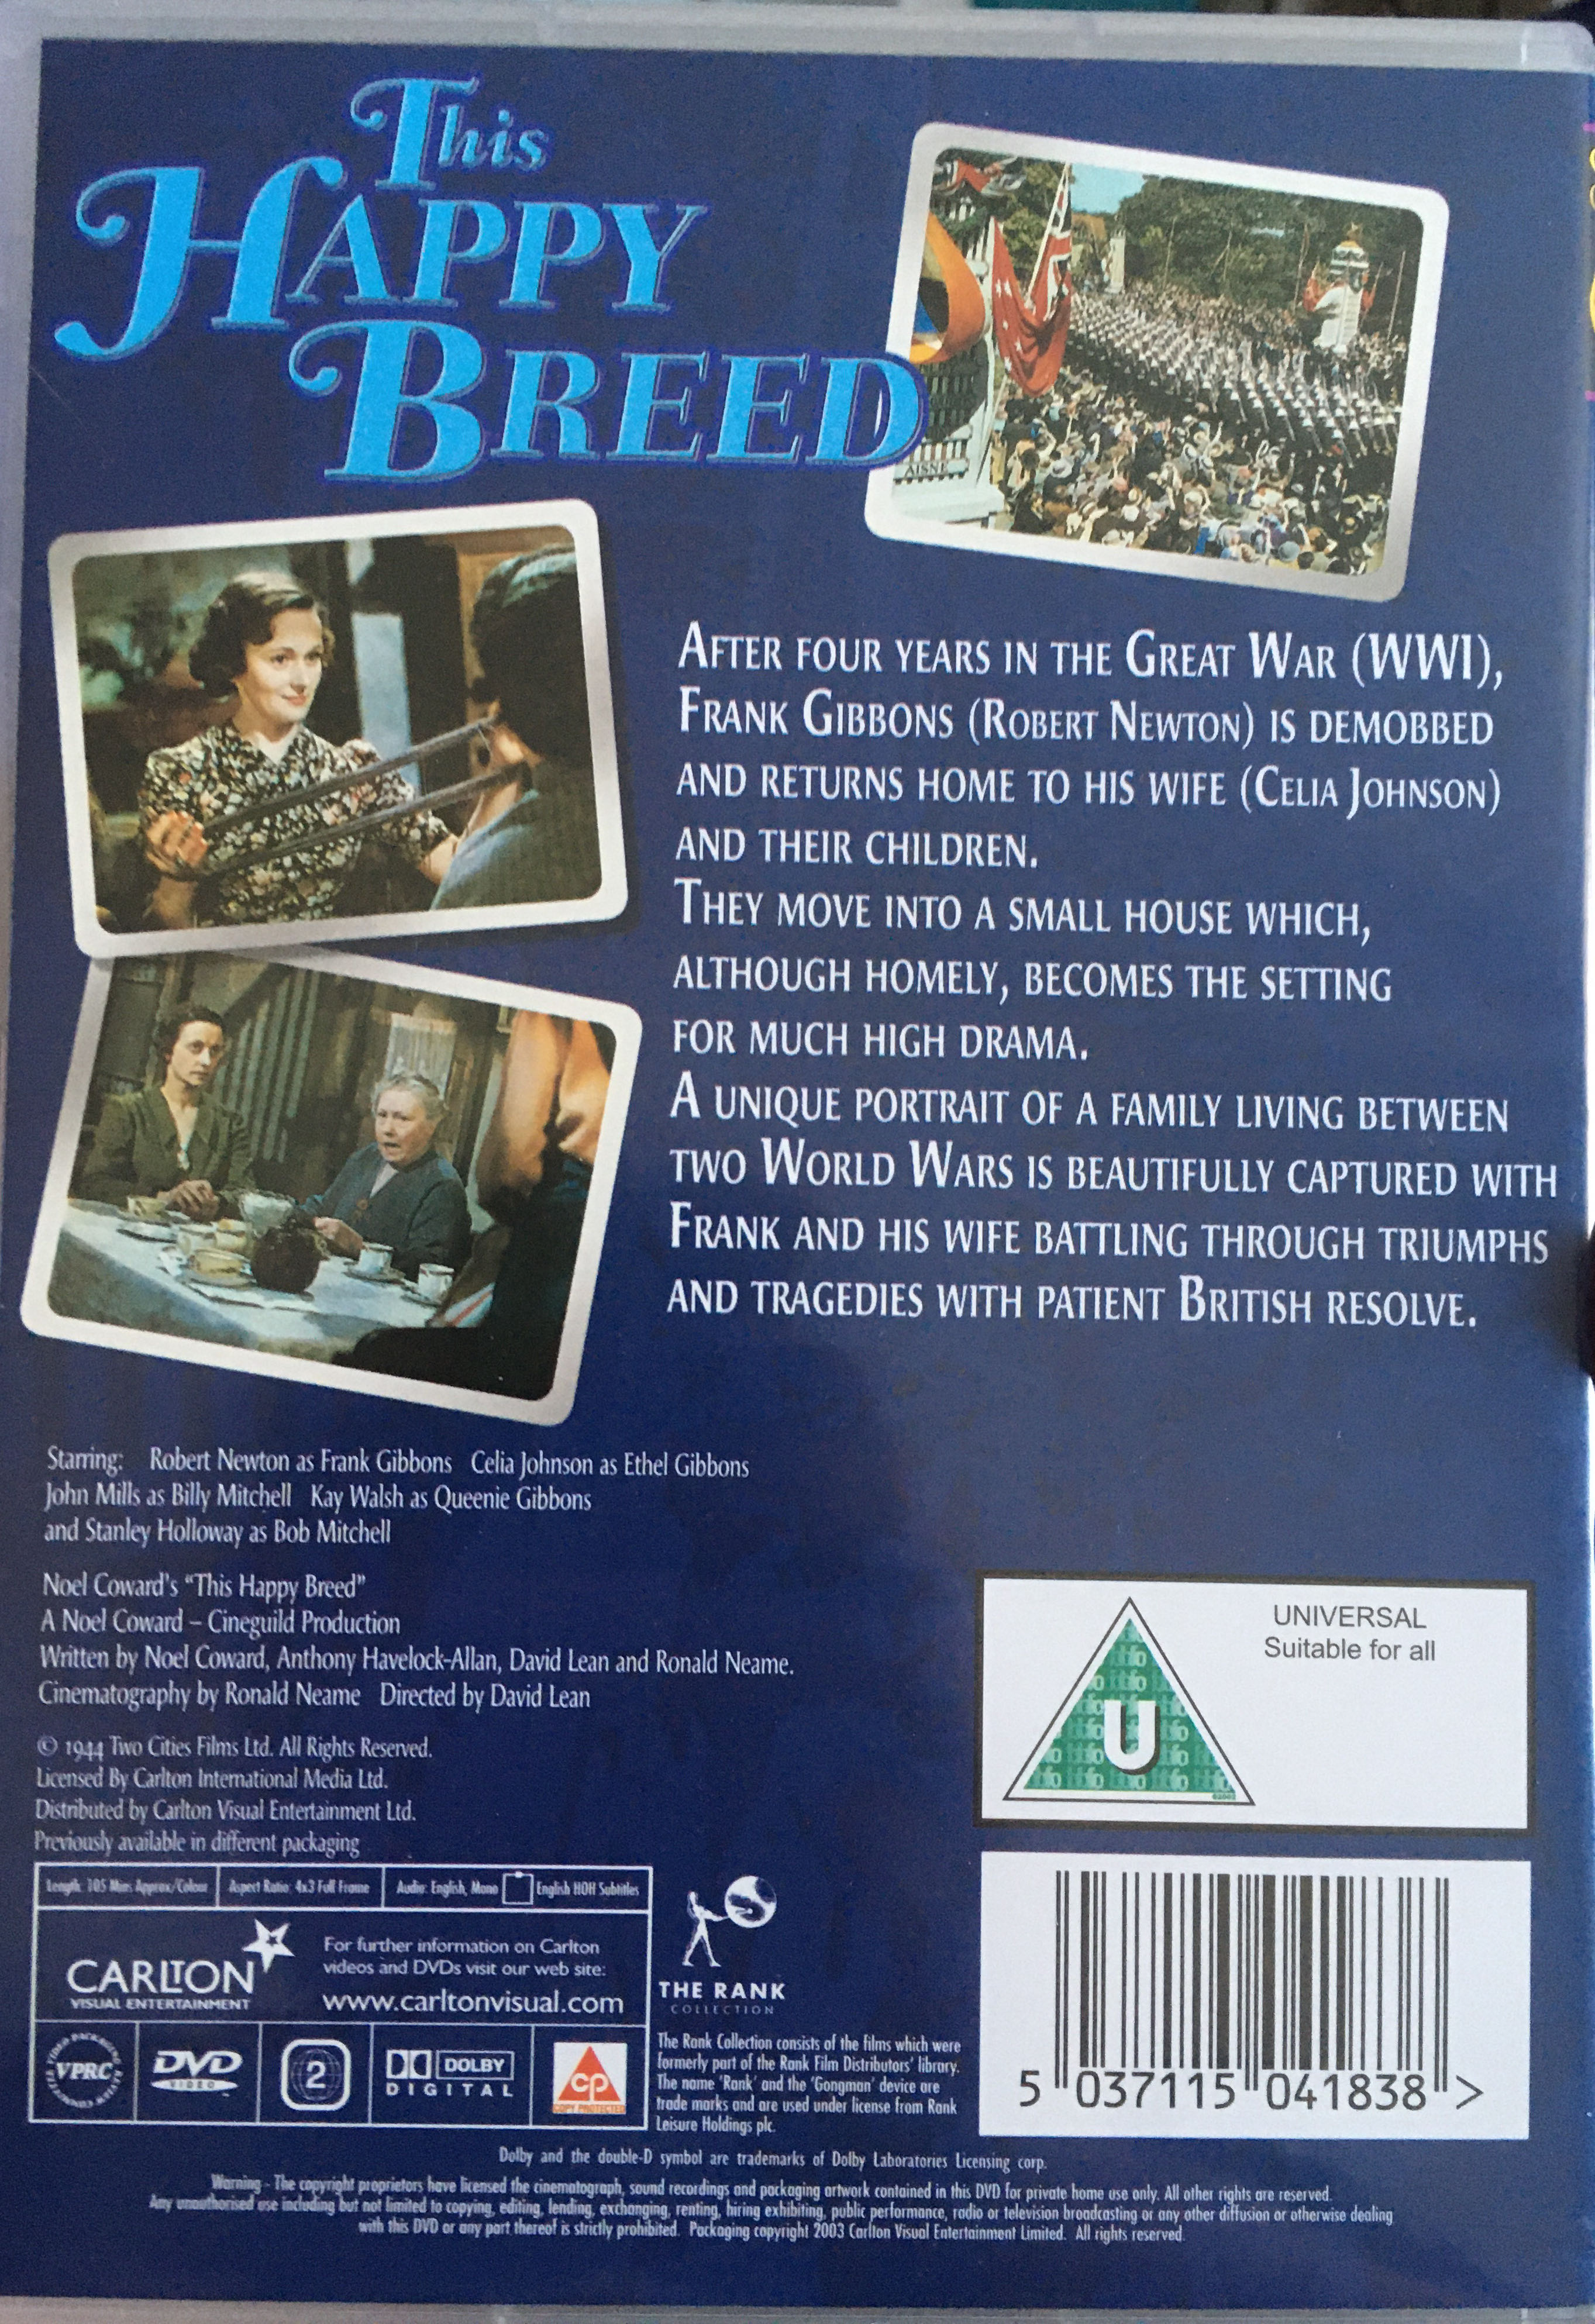 This
HAPPY
BREED
AISNE
AFTER FOUR YEARS IN THE GREAT WAR (WWI),
FRANK GIBBONS (ROBERT NEWTON) IS DEMOBBED
AND RETURNS HOME TO HIS WIFE (CELIA JOHNSON)
AND THEIR CHILDREN.
THEY MOVE INTO A SMALL HOUSE WHICH,
ALTHOUGH HOMELY, BECOMES THE SETTING
FOR MUCH HIGH DRAMA.
A UNIQUE PORTRAIT OF A FAMILY LIVING BETWEEN
TWO WORLD WARS IS BEAUTIFULLY CAPTURED WITH
FRANK AND HIS WIFE BATTLING THROUGH TRIUMPHS
AND TRAGEDIES WITH PATIENT BRITISH RESOLVE.
Starring: Robert Newton as Frank Gibbons Celia Johnson as Ethel Gibbons
John Mills as Billy Mitchell Kay Walsh as Queenie Gibbons
and Stanley Holloway as Bob Mitchell
Noel Coward's "This Happy Breed"
A Noel Coward – Cineguild Production
Written by Noel Coward, Anthony Havelock-Allan, David Lean and Ronald Neame.
Cinematography by Ronald Neame Directed by David Lean
© 1944 Two Cities Films Ltd. All Rights Reserved.
Licensed By Carlton International Media Ltd.
Distributed by Carlton Visual Entertainment Ltd.
Previously available in different packaging
UNIVERSAL
Suitable for all
U
Length: 105 Mins Approx/Colour Aspect Ratio: 4x3 Full Frame Audio: English, Mono English HOH Subtitles
CARLTON
VISUAL ENTERTAINMENT
For further information on Carlton
videos and DVDs visit our web site:
www.carltonvisual.com
VPRC
DVD
VIDEO
2
DOLBY
DIGITAL
CP
COPY PROTECTED
THE RANK
COLLECTION
The Rank Collection consists of the films which were
formerly part of the Rank Film Distributors' library.
The name 'Rank' and the 'Gongman' device are
trade marks and are used under license from Rank
Leisure Holdings plc.
5 037115 041838 >
Dolby and the double-D symbol are trademarks of Dolby Laboratories Licensing corp.
Warning - The copyright proprietors have licensed the cinematograph, sound recordings and packaging artwork contained in this DVD for private home use only. All other rights are reserved.
Any unauthorised use including but not limited to copying, editing, lending, exchanging, renting, hiring exhibiting, public performance, radio or television broadcasting or any other diffusion or otherwise dealing
with this DVD or any part thereof is strictly prohibited. Packaging copyright 2003 Carlton Visual Entertainment Limited. All rights reserved.